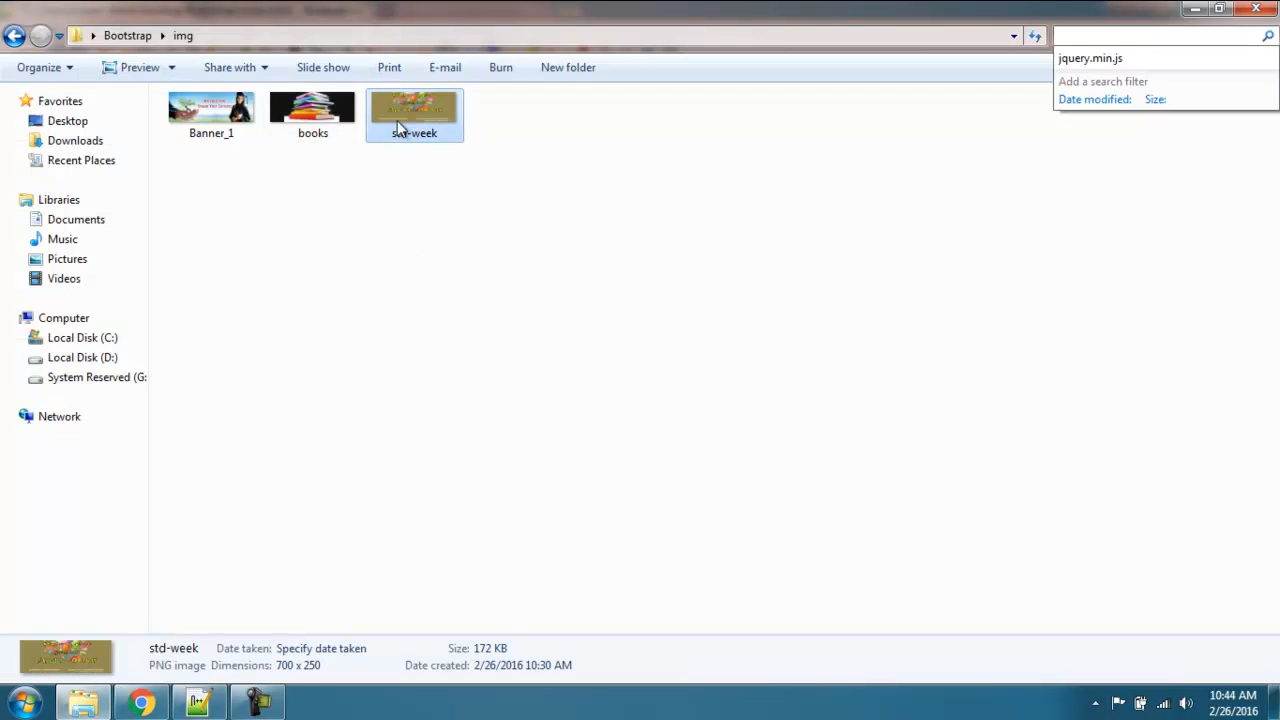 Bootstrap img
jquery.min.js
Add a search filter
Date modified: Size:
Organize Preview Share with Slide show Print E-mail Burn New folder
Favorites
Desktop
Downloads
Recent Places
Libraries
Documents
Music
Pictures
Videos
Computer
Local Disk (C:)
Local Disk (D:)
System Reserved (G:
Network
Banner_1
books
std-week
std-week Date taken: Specify date taken Size: 172 KB
PNG image Dimensions: 700 x 250 Date created: 2/26/2016 10:30 AM
10:44 AM
2/26/2016